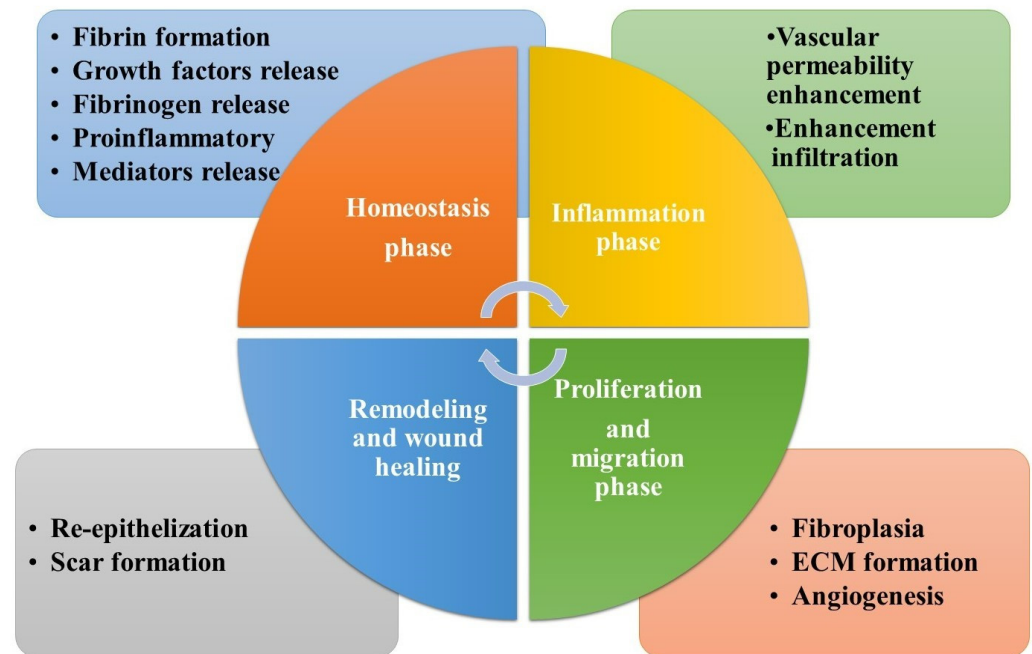 • Fibrin formation
• Growth factors release
• Fibrinogen release
• Proinflammatory
• Mediators release
•Vascular
permeability
enhancement
•Enhancement
infiltration
Homeostasis
phase
Inflammation
phase
Remodeling
and wound
healing
Proliferation
and
migration
phase
• Re-epithelization
• Scar formation
• Fibroplasia
• ECM formation
• Angiogenesis